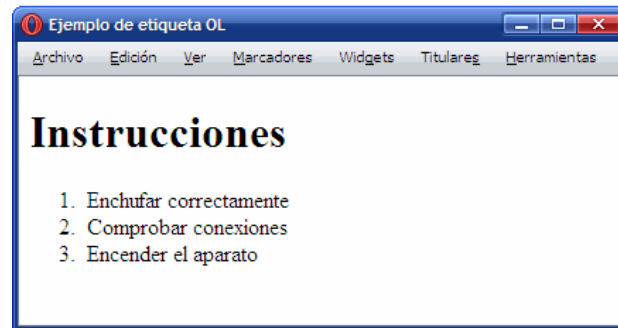 Ejemplo de etiqueta OL
Archivo Edición Ver Marcadores Widgets Titulares Herramientas
Instrucciones
1. Enchufar correctamente
2. Comprobar conexiones
3. Encender el aparato